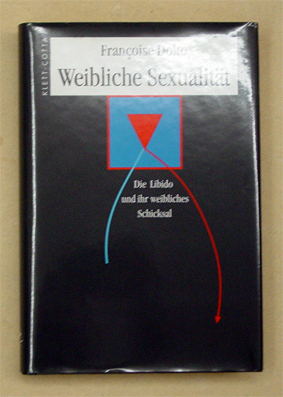 Françoise Dolto
Weibliche Sexualität
KLETT-COTTA
Die Libido
und ihr weibliches
Schicksal